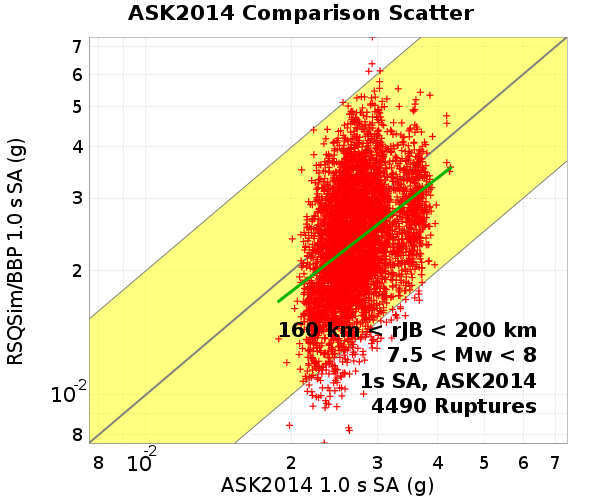 ASK2014 Comparison Scatter
RSQSim/BBP 1.0 s SA (g)
7
6
5
4
3
2
10-2
8
160 km < rJB < 200 km
7.5 < Mw < 8
1s SA, ASK2014
4490 Ruptures
8 10-2 2 3 4 5 6 7
ASK2014 1.0 s SA (g)